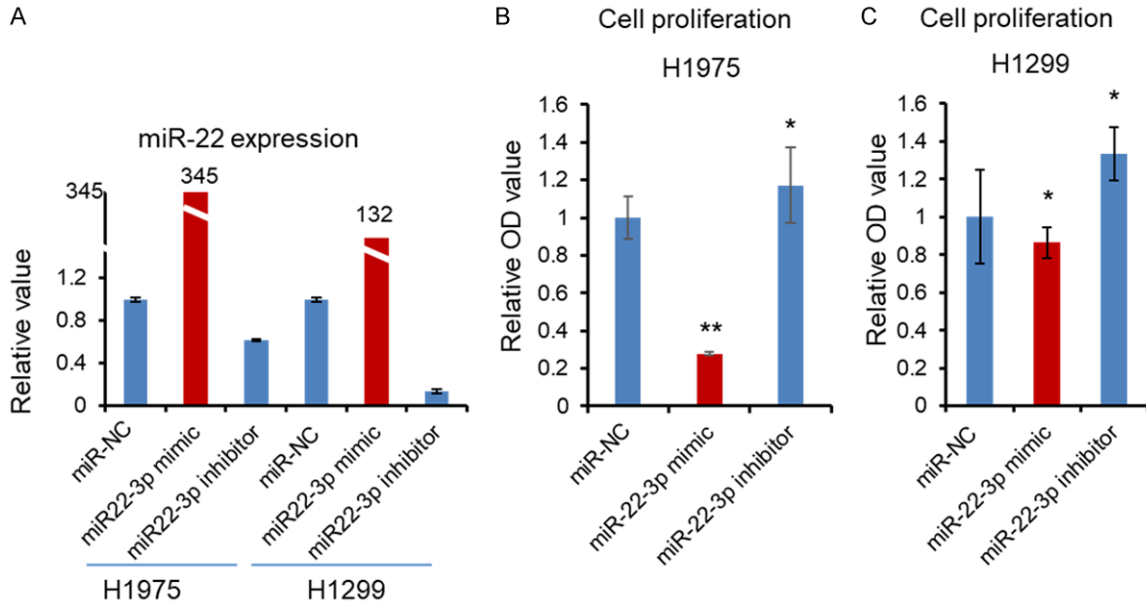 A
miR-22 expression
Relative value
345
1.2
0.8
0.4
0
345
132
miR-NC
miR22-3p mimic
miR22-3p inhibitor
miR-NC
miR22-3p mimic
miR22-3p inhibitor
H1975
H1299
B
Cell proliferation
H1975
Relative OD value
1.6
1.4
1.2
1
0.8
0.6
0.4
0.2
0
**
*
miR-NC
miR-22-3p mimic
miR-22-3p inhibitor
C
Cell proliferation
H1299
Relative OD value
1.6
1.4
1.2
1
0.8
0.6
0.4
0.2
0
*
*
miR-NC
miR-22-3p mimic
miR-22-3p inhibitor